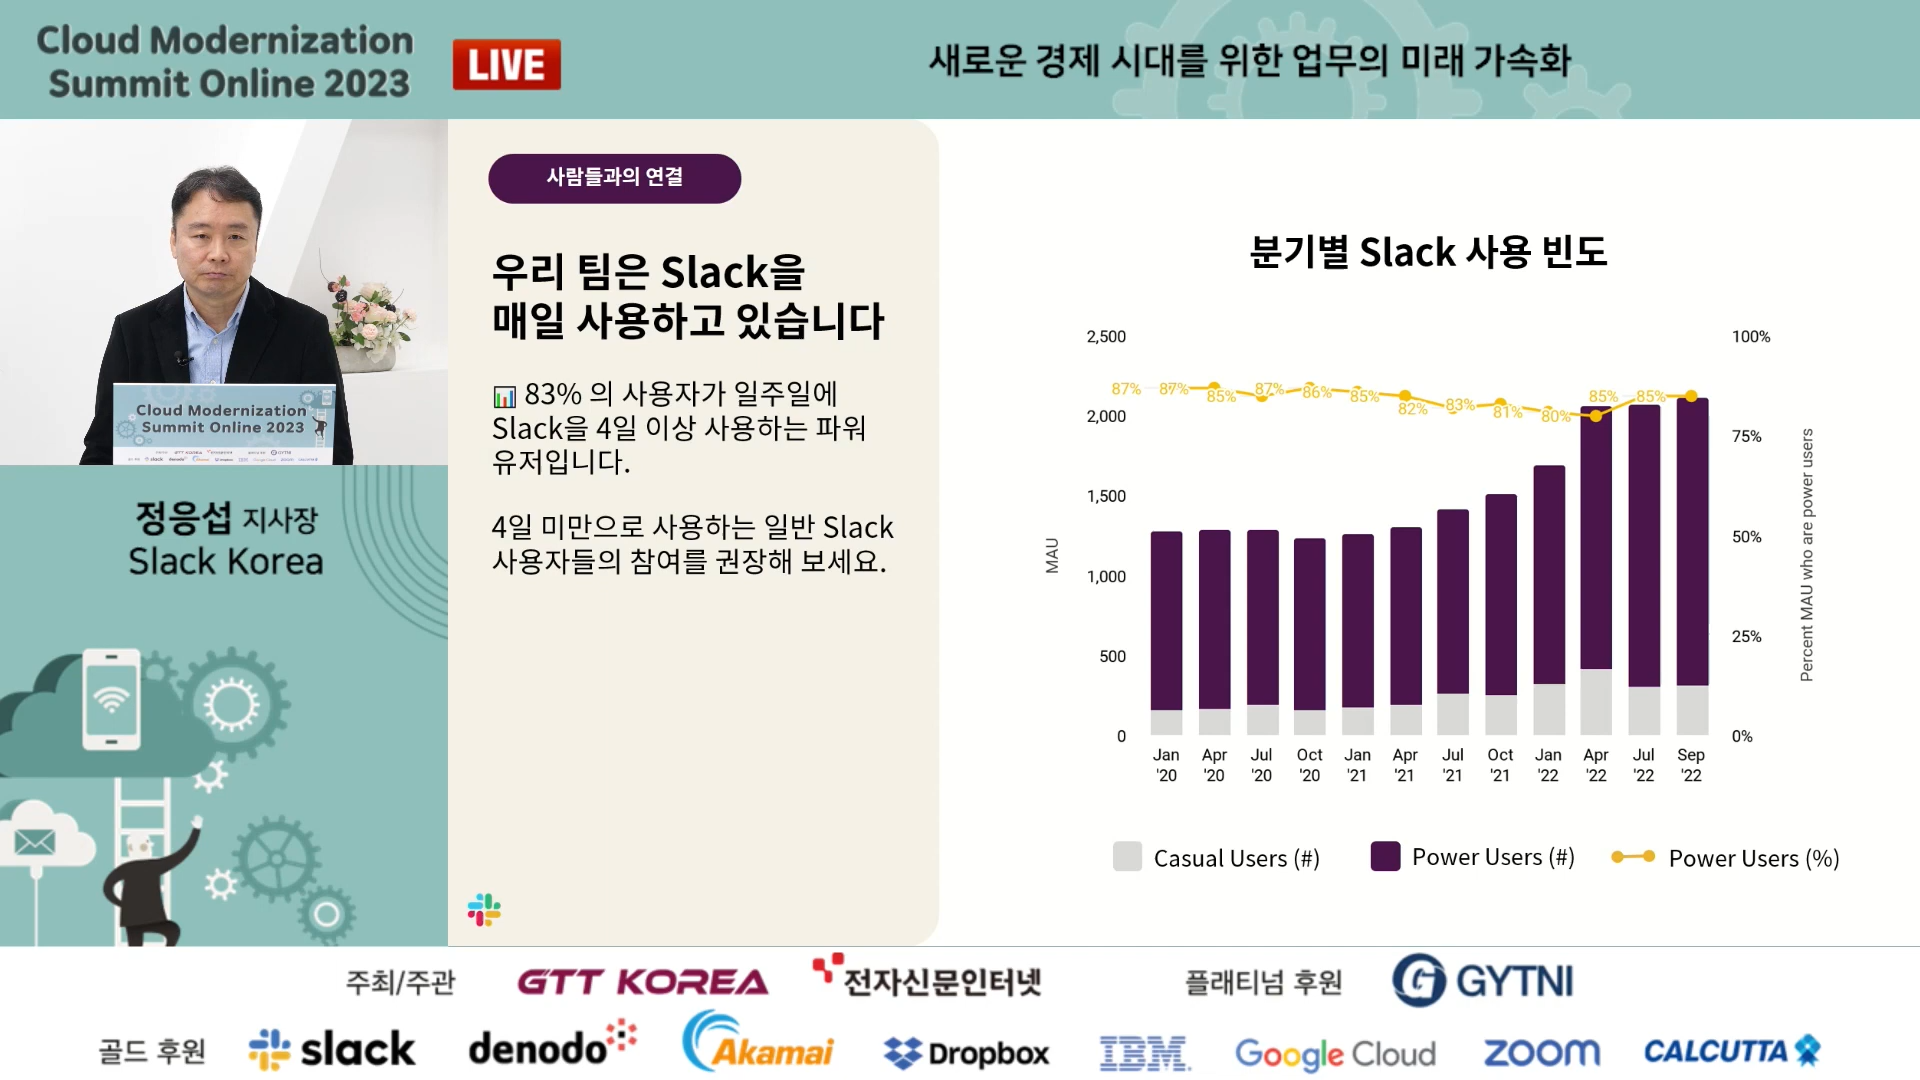 Cloud Modernization
Summit Online 2023
LIVE
새로운 경제 시대를 위한 업무의 미래 가속화
Cloud Modernization
Summit Online 2023
정응섭 지사장
Slack Korea
사람들과의 연결
우리 팀은 Slack을
매일 사용하고 있습니다
📊 83% 의 사용자가 일주일에
Slack을 4일 이상 사용하는 파워
유저입니다.
4일 미만으로 사용하는 일반 Slack
사용자들의 참여를 권장해 보세요.
분기별 Slack 사용 빈도
MAU
2,500
2,000
1,500
1,000
500
0
100%
75%
50%
25%
0%
Percent MAU who are power users
87% 87% 85% 87% 86% 85% 82% 83% 81% 80% 85% 85%
Jan '20
Apr '20
Jul '20
Oct '20
Jan '21
Apr '21
Jul '21
Oct '21
Jan '22
Apr '22
Jul '22
Sep '22
Casual Users (#)
Power Users (#)
Power Users (%)
주최/주관 GTT KOREA 전자신문인터넷 플래티넘 후원 GYTNI
골드 후원 slack denodo Akamai Dropbox IBM Google Cloud zoom CALCUTTA